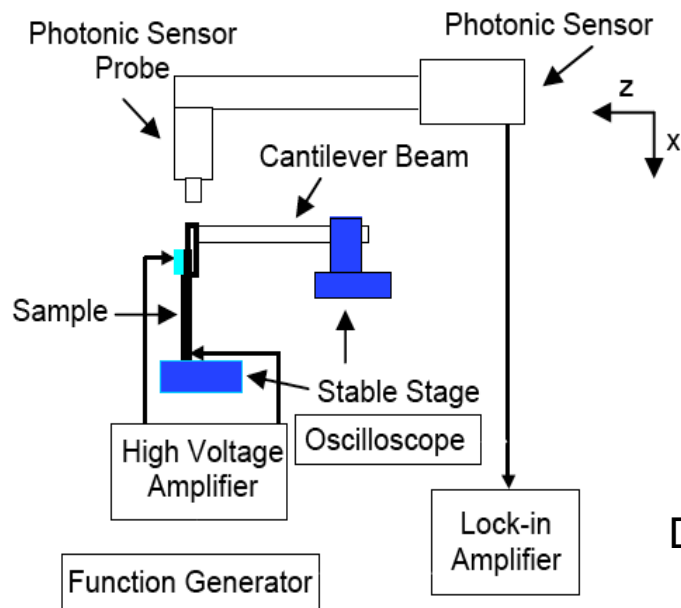 Photonic Sensor
Probe
Photonic Sensor
z
x
Cantilever Beam
Sample
Stable Stage
Oscilloscope
High Voltage
Amplifier
Lock-in
Amplifier
Function Generator